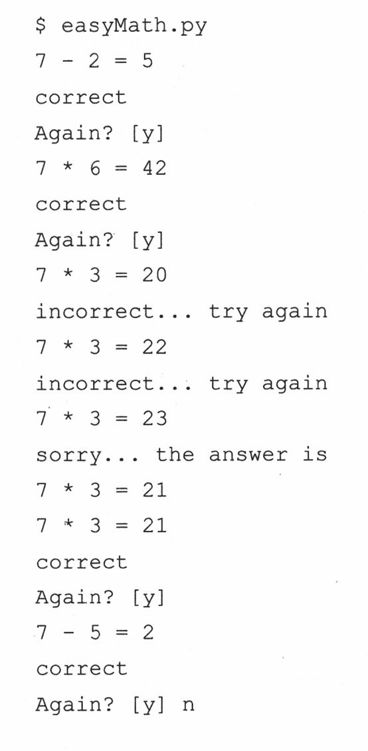 $ easyMath.py
7 - 2 = 5
correct
Again? [y]
7 * 6 = 42
correct
Again? [y]
7 * 3 = 20
incorrect... try again
7 * 3 = 22
incorrect... try again
7 * 3 = 23
sorry... the answer is
7 * 3 = 21
7 * 3 = 21
correct
Again? [y]
7 - 5 = 2
correct
Again? [y] n